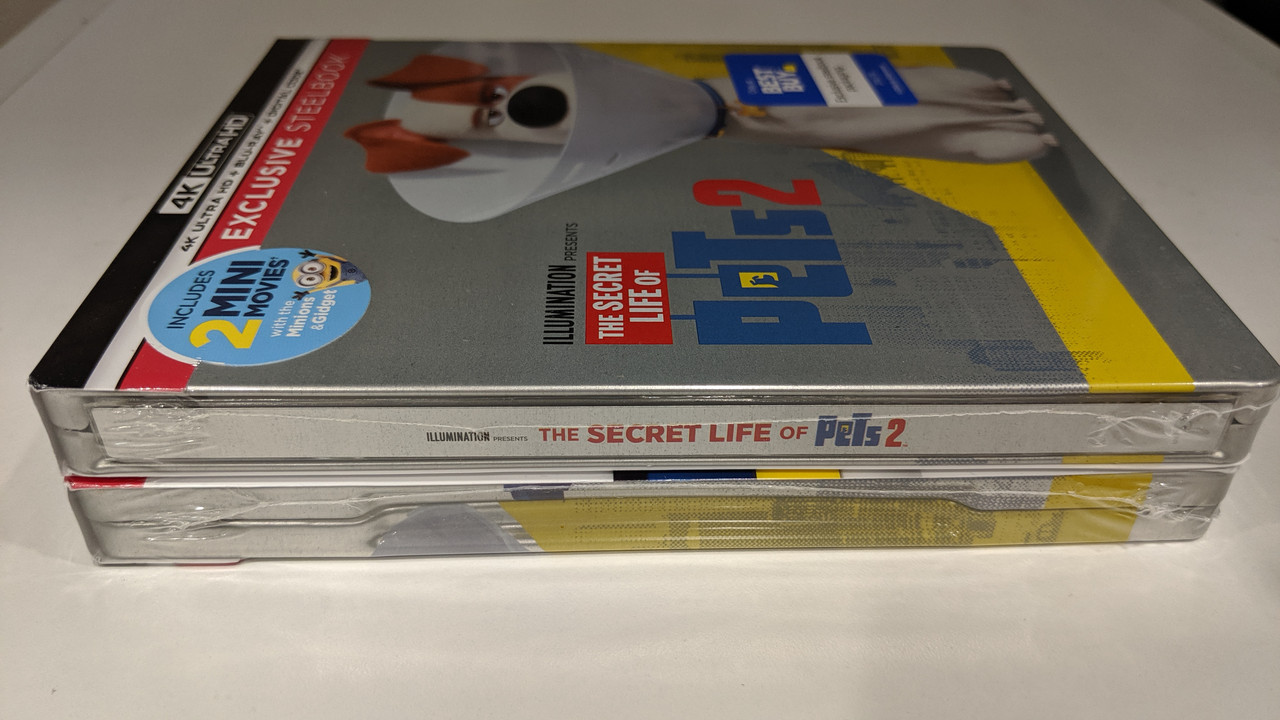 4K ULTRA HD
4K ULTRA HD + BLU-RAY + DIGITAL CODE
EXCLUSIVE STEELBOOK
INCLUDES
2 MINI
MOVIES
with the
Minions
& Gidget
BEST
BUY
ILLUMINATION PRESENTS
THE SECRET
LIFE OF
PeTs 2
ILLUMINATION PRESENTS THE SECRET LIFE OF PeTs 2